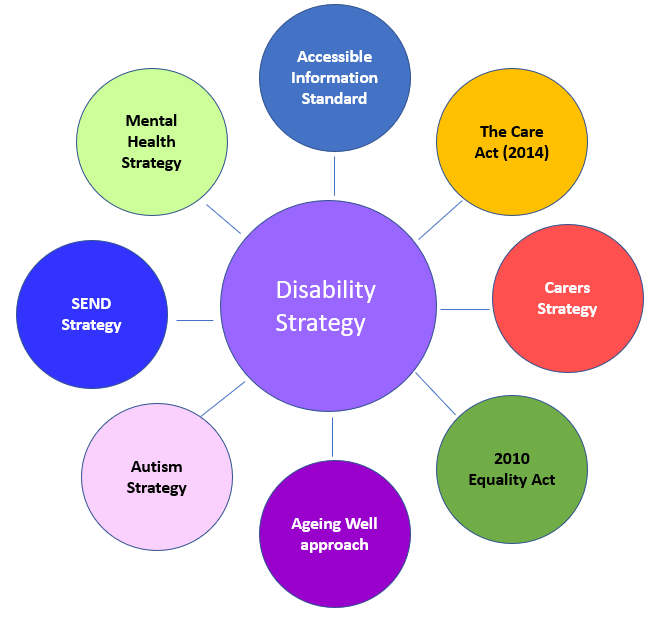 Accessible
Information
Standard
The Care
Act (2014)
Carers
Strategy
2010
Equality Act
Ageing Well
approach
Autism
Strategy
SEND
Strategy
Mental
Health
Strategy
Disability
Strategy